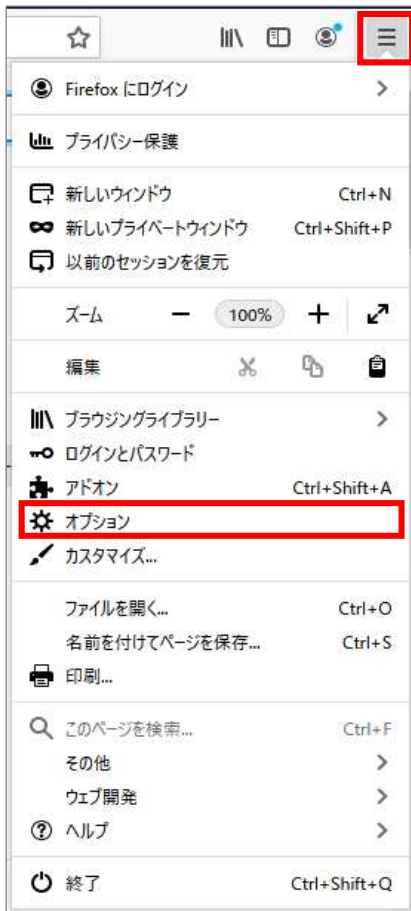 Firefox にログイン
プライバシー保護
新しいウィンドウ Ctrl+N
新しいプライベートウィンドウ Ctrl+Shift+P
以前のセッションを復元
ズーム 100%
編集
ブラウジングライブラリー
ログインとパスワード
アドオン Ctrl+Shift+A
オプション
カスタマイズ...
ファイルを開く... Ctrl+O
名前を付けてページを保存... Ctrl+S
印刷...
このページを検索... Ctrl+F
その他
ウェブ開発
ヘルプ
終了 Ctrl+Shift+Q